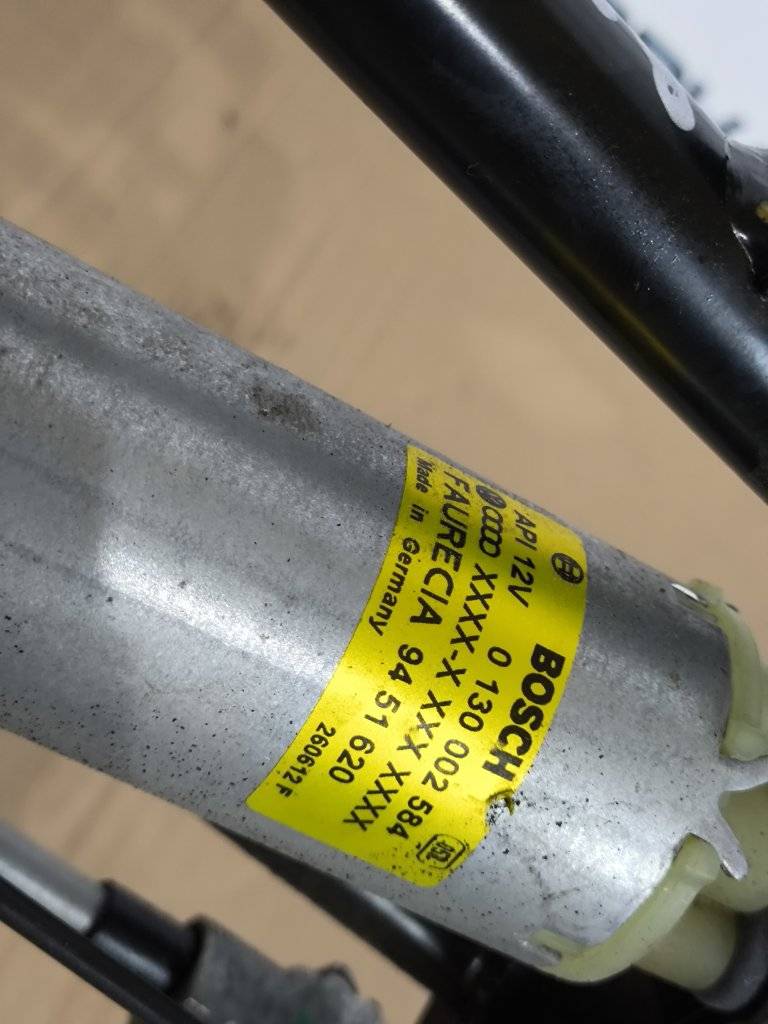 BOSCH
API 12V 0 130 002 584
XXXX-X XXX XXXX
FAURECIA 94 51 620
Made in Germany 260612 F